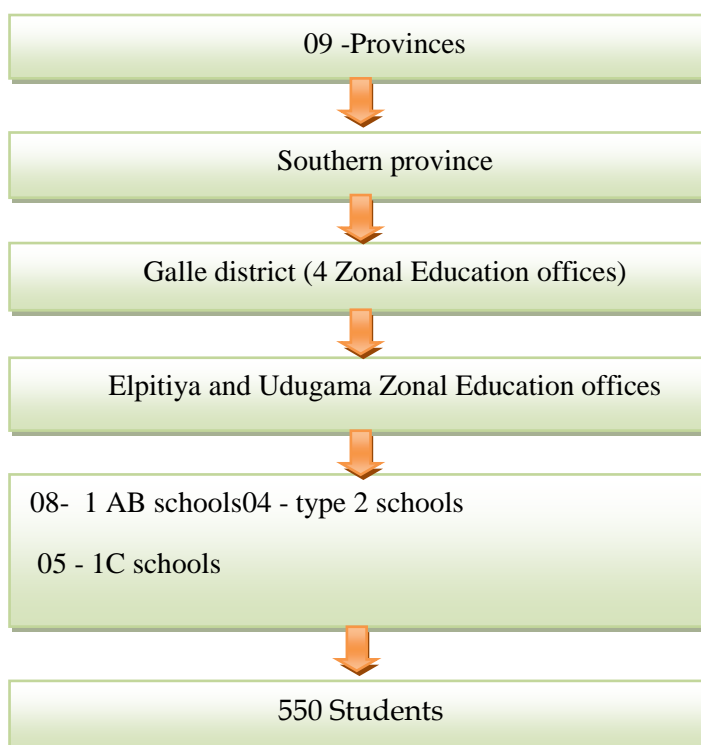 09 -Provinces
Southern province
Galle district (4 Zonal Education offices)
Elpitiya and Udugama Zonal Education offices
08- 1 AB schools04 - type 2 schools
05 - 1C schools
550 Students